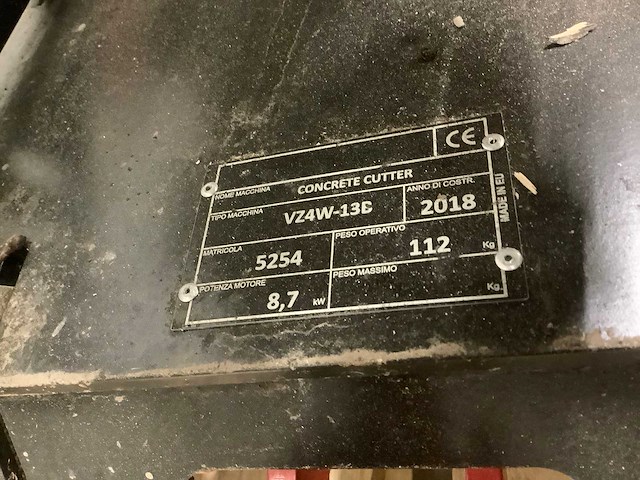 CE
NOME MACCHINA CONCRETE CUTTER
TIPO MACCHINA VZ4W-13B ANNO DI COSTR. 2018
MATRICOLA 5254 PESO OPERATIVO 112 Kg
POTENZA MOTORE 8,7 kW PESO MASSIMO Kg.
MADE IN EU